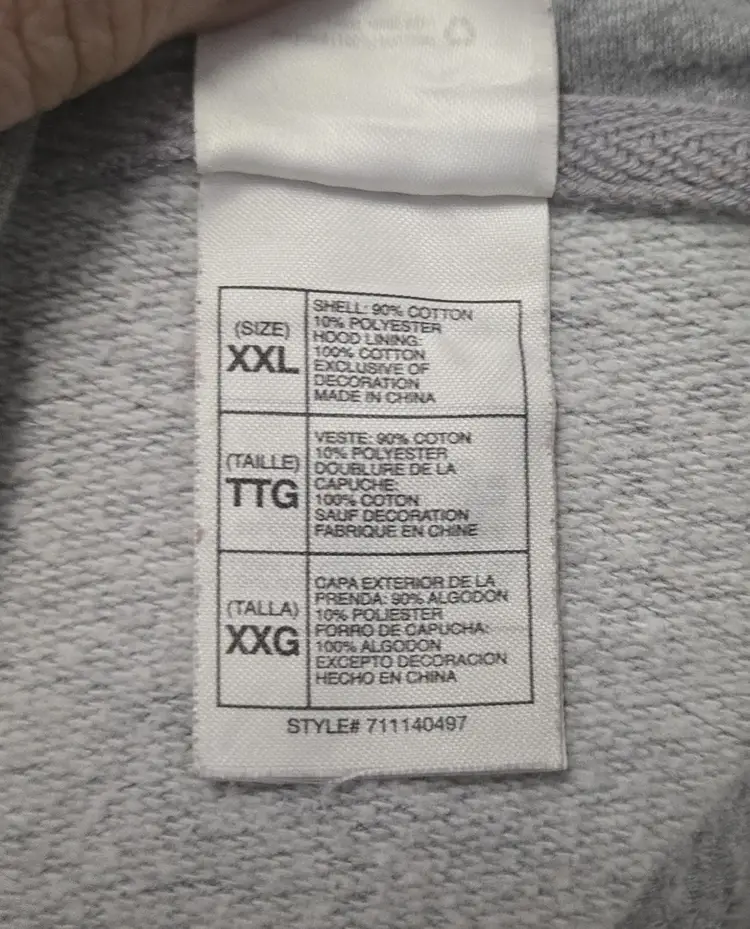 (SIZE)
XXL
SHELL: 90% COTTON
10% POLYESTER
HOOD LINING:
100% COTTON
EXCLUSIVE OF
DECORATION
MADE IN CHINA
(TAILLE)
TTG
VESTE: 90% COTON
10% POLYESTER
DOUBLURE DE LA
CAPUCHE:
100% COTON
SAUF DECORATION
FABRIQUE EN CHINE
(TALLA)
XXG
CAPA EXTERIOR DE LA
PRENDA: 90% ALGODON
10% POLIESTER
FORRO DE CAPUCHA:
100% ALGODON
EXCEPTO DECORACION
HECHO EN CHINA
STYLE# 711140497